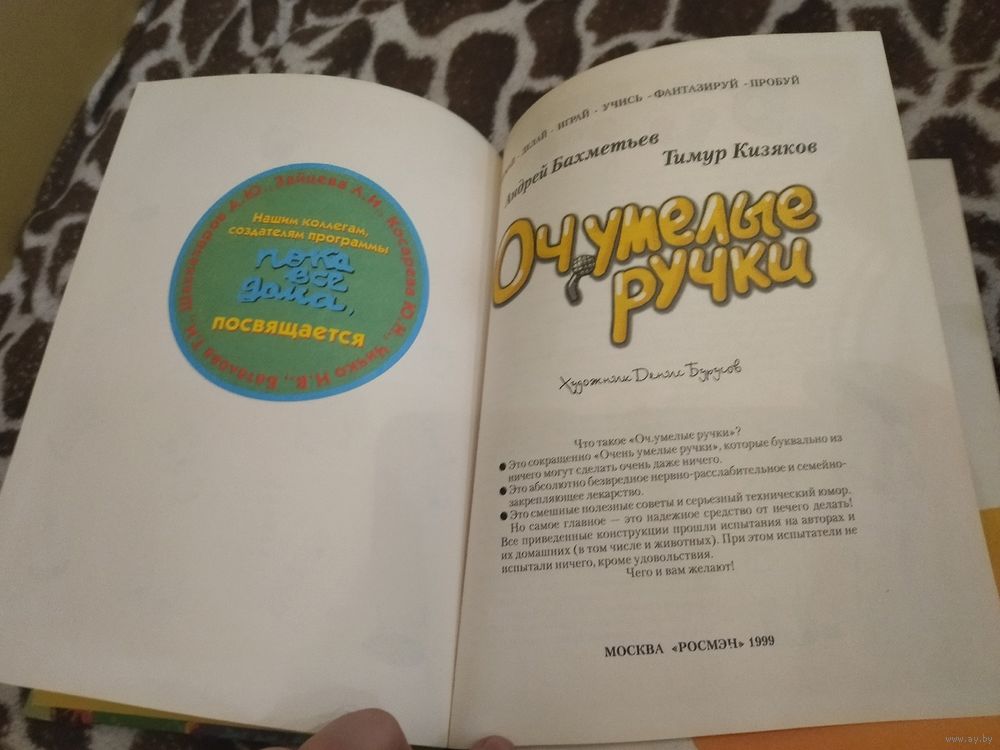 Шлихкенфров А.Ю., Зайцева Л.И., Косарева Ю.Н., Чичко Н.В., Баталова Т.И.,
Нашим коллегам,
создателям программы
пока
все
дома,
посвящается
ДЕЛАЙ - ИГРАЙ - УЧИСЬ - ФАНТАЗИРУЙ - ПРОБУЙ
Андрей Бахметьев
Тимур Кизяков
Оч.умелые
ручки
Художник Денис Бурусов
Что такое «Оч.умелые ручки»?
● Это сокращенно «Очень умелые ручки», которые буквально из
ничего могут сделать очень даже ничего.
● Это абсолютно безвредное нервно-расслабительное и семейно-
закрепляющее лекарство.
● Это смешные полезные советы и серьезный технический юмор.
Но самое главное — это надежное средство от нечего делать!
Все приведенные конструкции прошли испытания на авторах и
их домашних (в том числе и животных). При этом испытатели не
испытали ничего, кроме удовольствия.
Чего и вам желают!
МОСКВА «РОСМЭН» 1999
www.ay.by